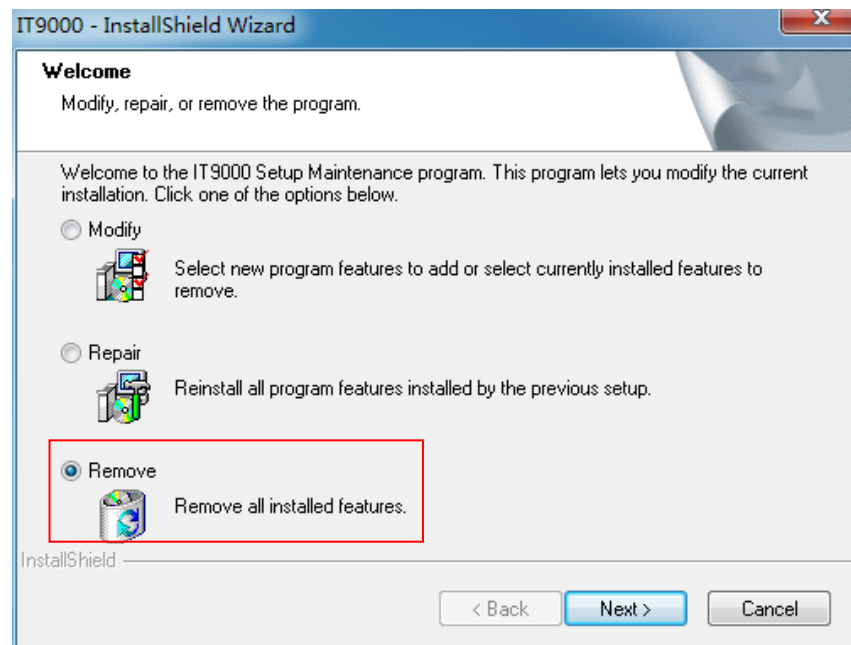 IT9000 - InstallShield Wizard
Welcome
Modify, repair, or remove the program.
Welcome to the IT9000 Setup Maintenance program. This program lets you modify the current
installation. Click one of the options below.
Modify
Select new program features to add or select currently installed features to
remove.
Repair
Reinstall all program features installed by the previous setup.
Remove
Remove all installed features.
InstallShield
< Back Next > Cancel